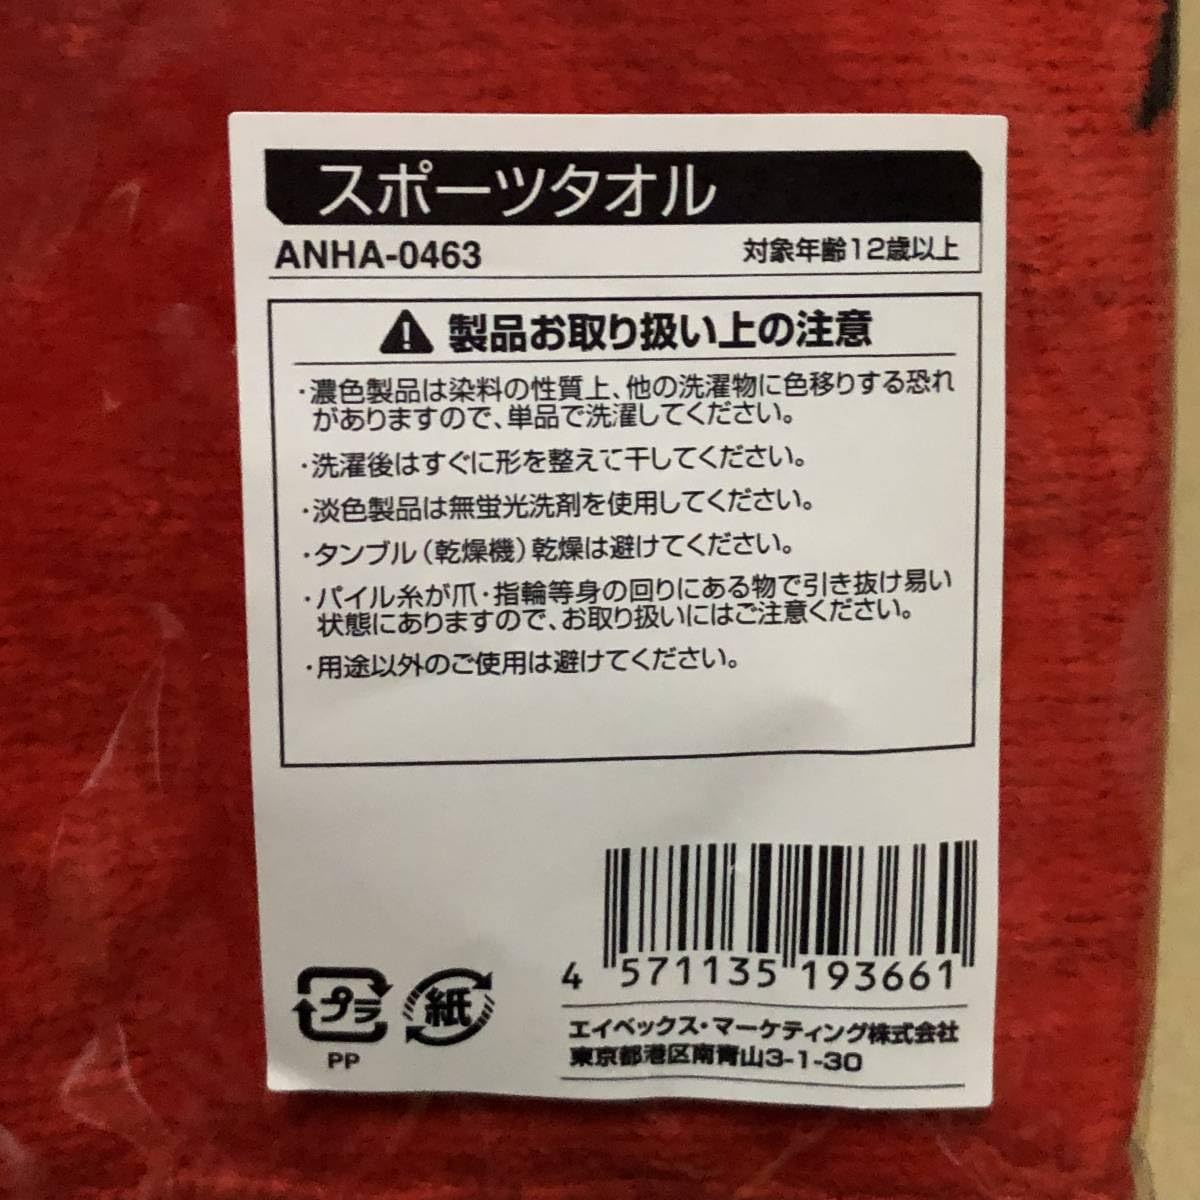 スポーツタオル
ANHA-0463 対象年齢12歳以上
製品お取り扱い上の注意
・濃色製品は染料の性質上、他の洗濯物に色移りする恐れ
がありますので、単品で洗濯してください。
・洗濯後はすぐに形を整えて干してください。
・淡色製品は無蛍光洗剤を使用してください。
・タンブル(乾燥機)乾燥は避けてください。
・パイル糸が爪・指輪等身の回りにある物で引き抜け易い
状態にありますので、お取り扱いにはご注意ください。
・用途以外のご使用は避けてください。
4 571135 193661
プラ 紙
PP
エイベックス・マーケティング株式会社
東京都港区南青山3-1-30